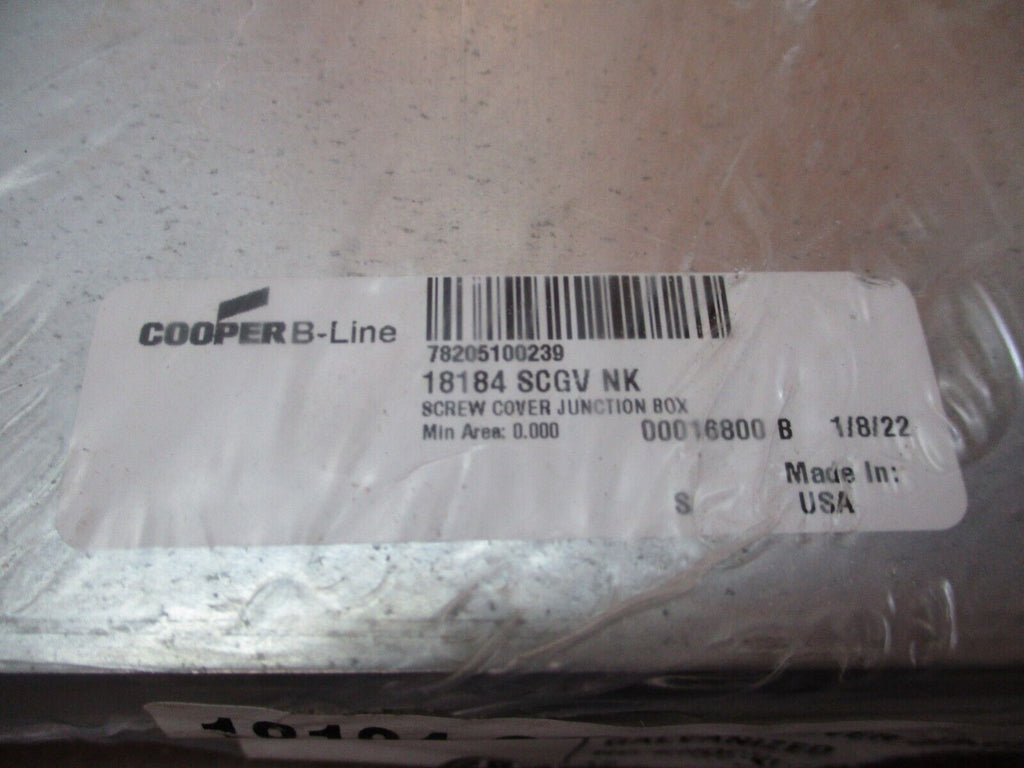 COOPER B-Line
78205100239
18184 SCGV NK
SCREW COVER JUNCTION BOX
Min Area: 0.000 00016800 B 1/8/22
Made In:
S USA
GALVANIZED